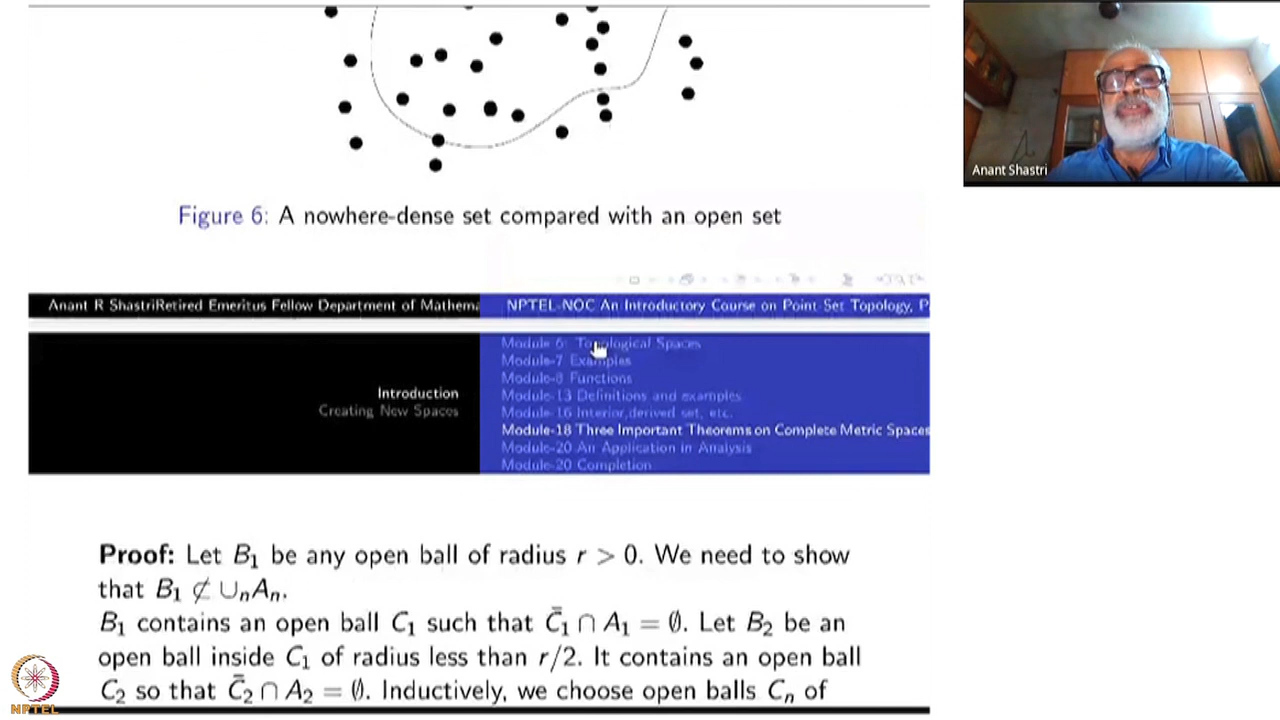 Anant Shastri
Figure 6: A nowhere-dense set compared with an open set
Anant R ShastriRetired Emeritus Fellow Department of Mathema
NPTEL-NOC An Introductory Course on Point-Set Topology, P
Introduction
Creating New Spaces
Module 6: Topological Spaces
Module-7 Examples
Module-8 Functions
Module-13 Definitions and examples
Module-16 Interior,derived set, etc.
Module-18 Three Important Theorems on Complete Metric Spaces
Module-20 An Application in Analysis
Module-20 Completion
Proof: Let B₁ be any open ball of radius r > 0. We need to show
that B₁ ⊄ ∪ₙAₙ.
B₁ contains an open ball C₁ such that C̄₁ ∩ A₁ = ∅. Let B₂ be an
open ball inside C₁ of radius less than r/2. It contains an open ball
C₂ so that C̄₂ ∩ A₂ = ∅. Inductively, we choose open balls Cₙ of
NPTEL